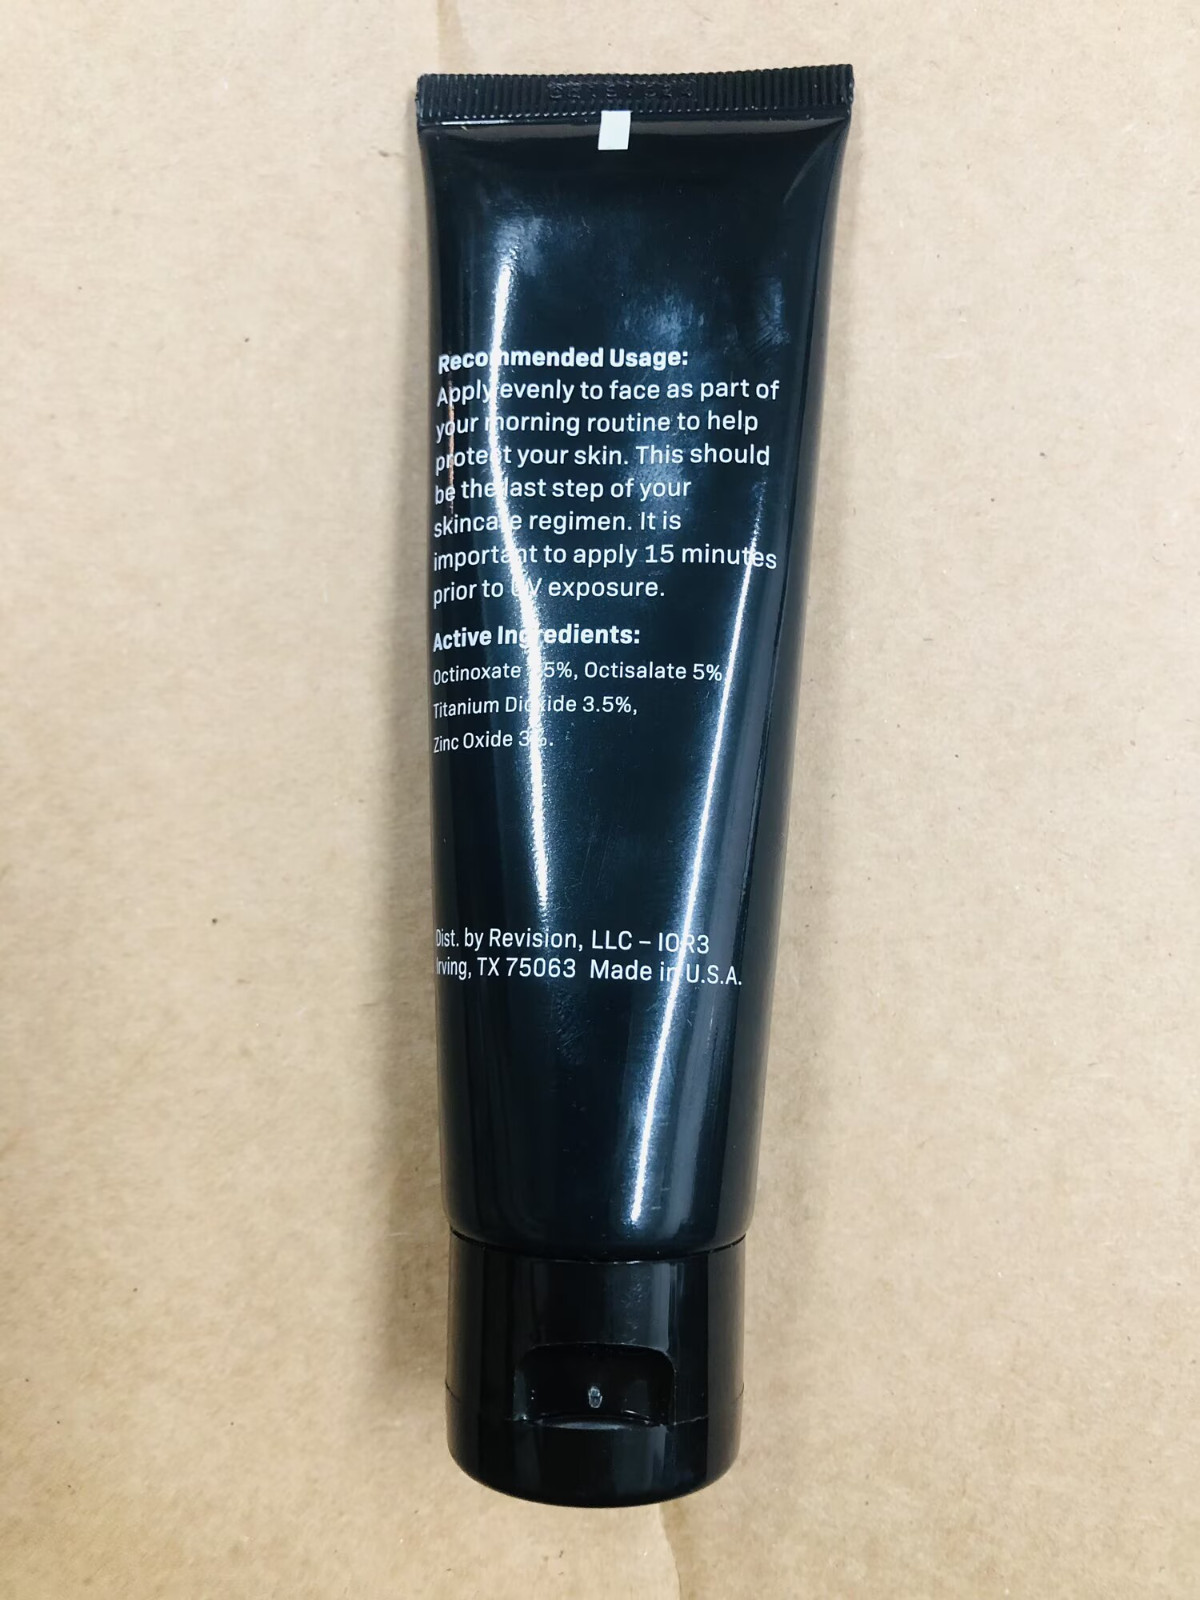 Recommended Usage:
Apply evenly to face as part of
your morning routine to help
protect your skin. This should
be the last step of your
skincare regimen. It is
important to apply 15 minutes
prior to UV exposure.
Active Ingredients:
Octinoxate Octisalate 5%,
Titanium Dioxide 3.5%,
Zinc Oxide 3%.
Dist. by Revision, LLC – IOR3
Irving, TX 75063 Made in U.S.A.